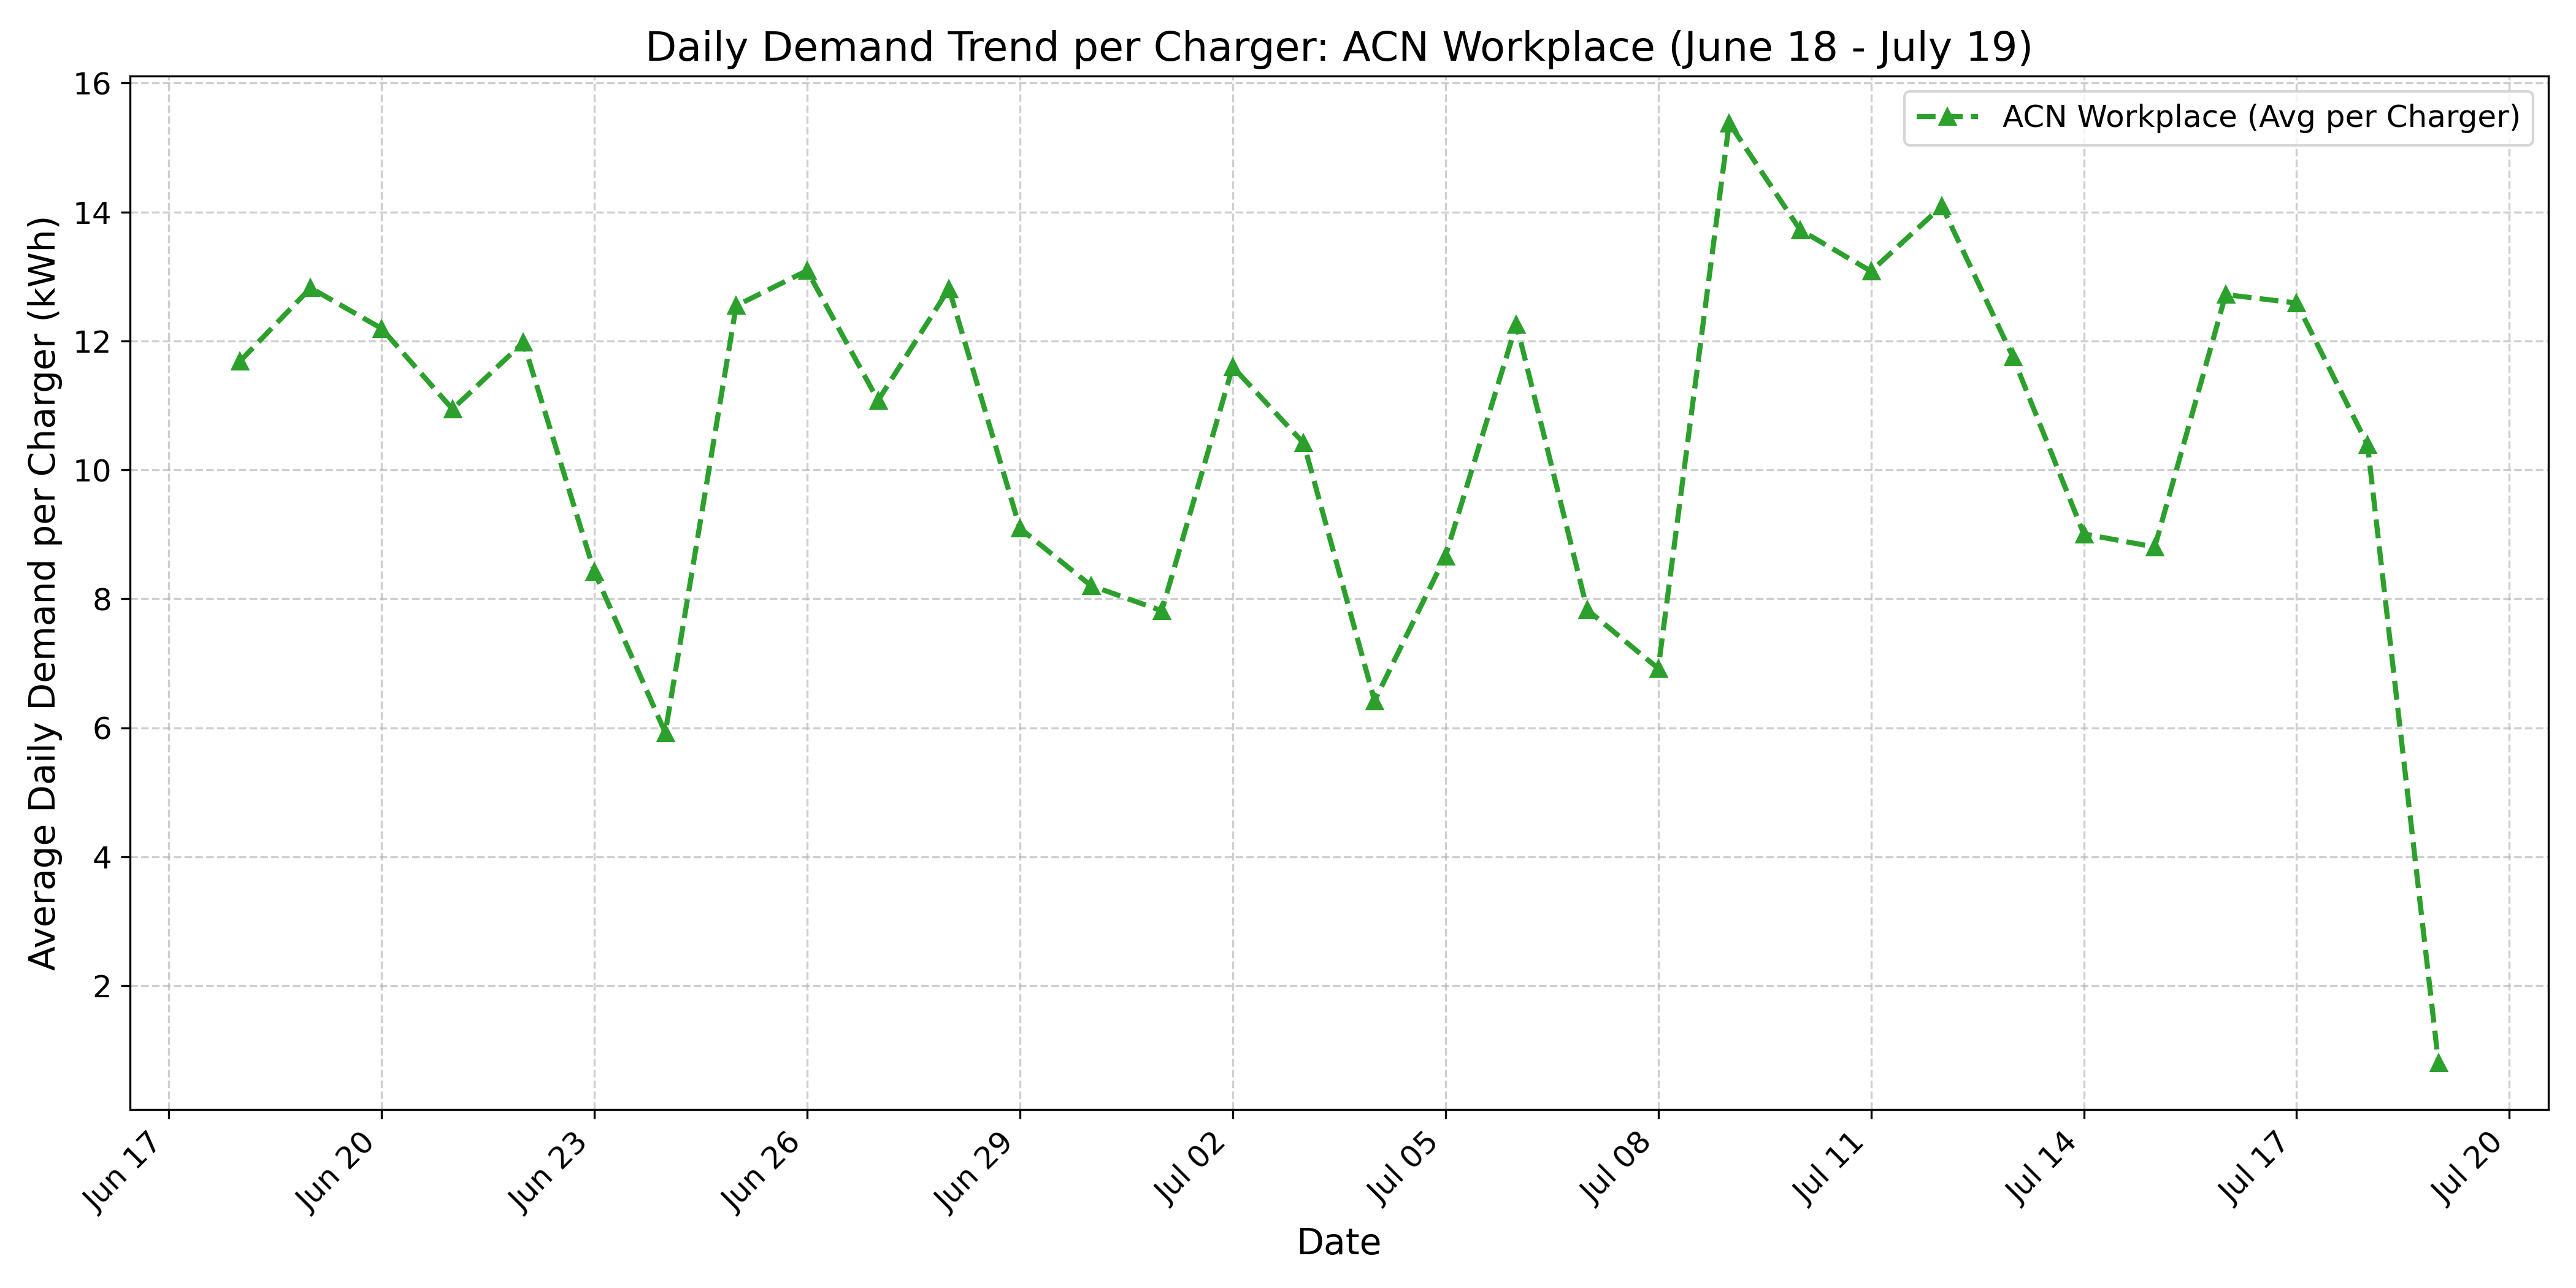 Daily Demand Trend per Charger: ACN Workplace (June 18 - July 19)
ACN Workplace (Avg per Charger)
Average Daily Demand per Charger (kWh)
16
14
12
10
8
6
4
2
Jun 17
Jun 20
Jun 23
Jun 26
Jun 29
Jul 02
Jul 05
Jul 08
Jul 11
Jul 14
Jul 17
Jul 20
Date